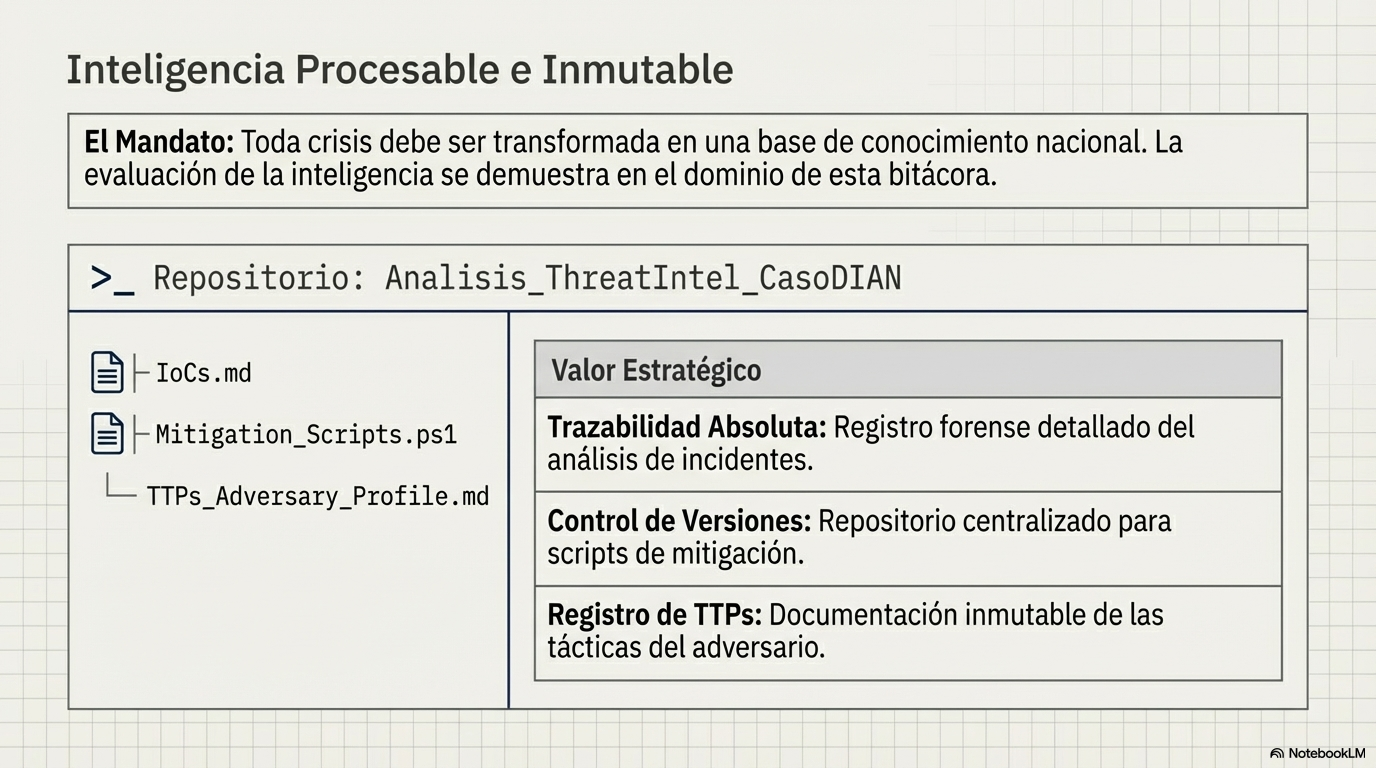 Inteligencia Procesable e Inmutable
El Mandato: Toda crisis debe ser transformada en una base de conocimiento nacional. La
evaluación de la inteligencia se demuestra en el dominio de esta bitácora.
>_ Repositorio: Analisis_ThreatIntel_CasoDIAN
IoCs.md
Mitigation_Scripts.ps1
TTPs_Adversary_Profile.md
Valor Estratégico
Trazabilidad Absoluta: Registro forense detallado del
análisis de incidentes.
Control de Versiones: Repositorio centralizado para
scripts de mitigación.
Registro de TTPs: Documentación inmutable de las
tácticas del adversario.
NotebookLM